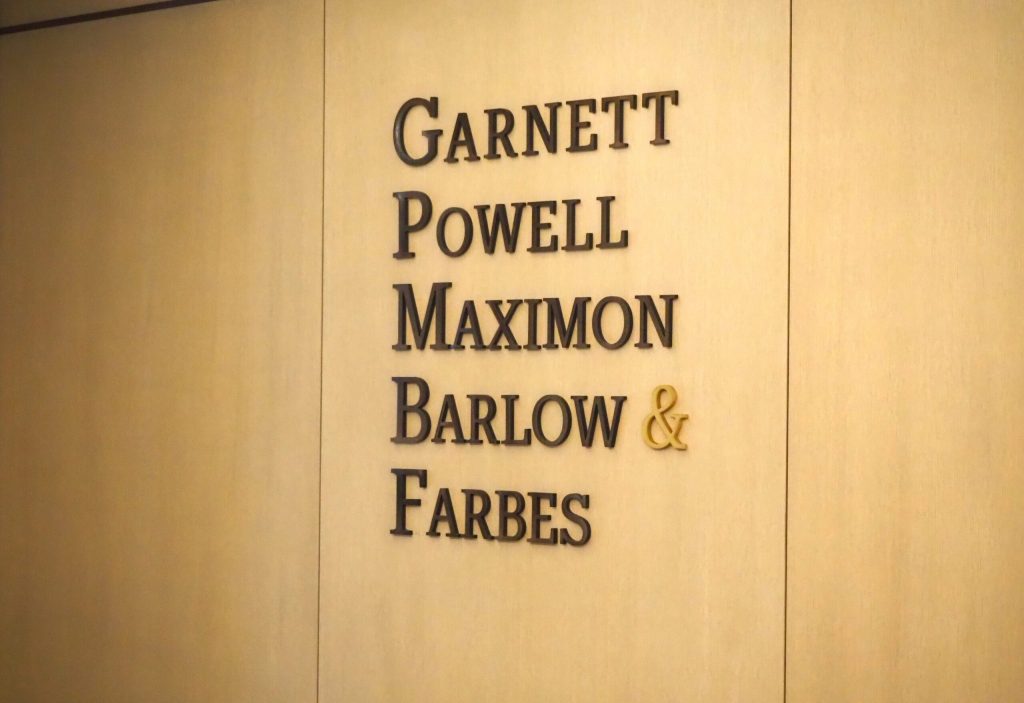 Garnett
Powell
Maximon
Barlow &
Farbes